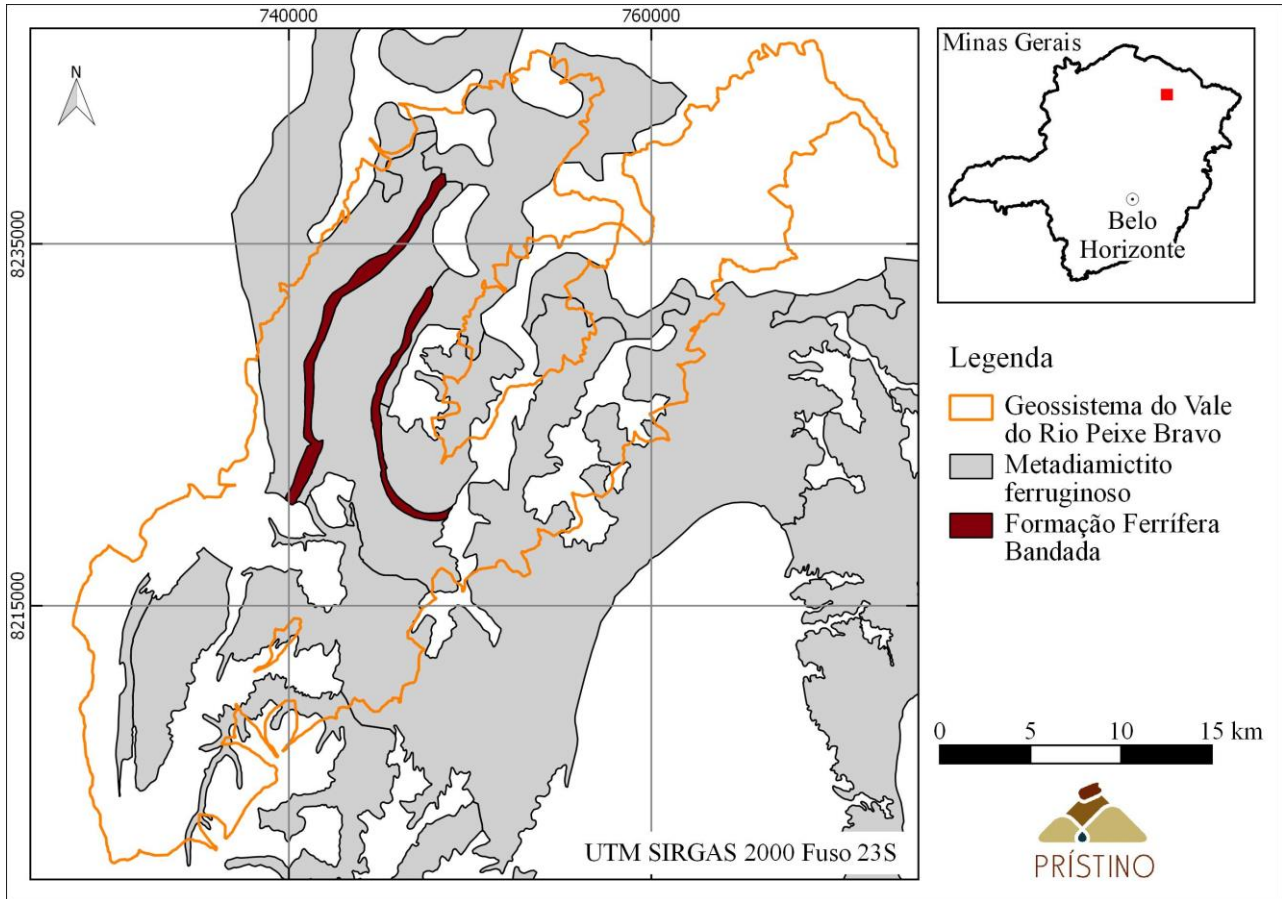 740000
760000
N
8235000
8215000
UTM SIRGAS 2000 Fuso 23S
Minas Gerais
Belo
Horizonte
Legenda
Geossistema do Vale
do Rio Peixe Bravo
Metadiamictito
ferruginoso
Formação Ferrífera
Bandada
0 5 10 15 km
PRÍSTINO